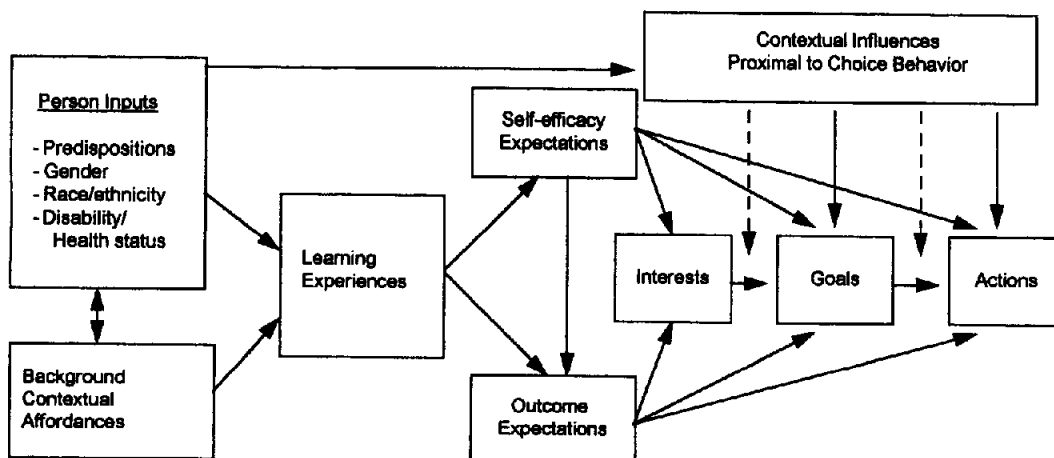 Person Inputs
- Predispositions
- Gender
- Race/ethnicity
- Disability/
Health status
Background
Contextual
Affordances
Learning
Experiences
Self-efficacy
Expectations
Outcome
Expectations
Contextual Influences
Proximal to Choice Behavior
Interests
Goals
Actions